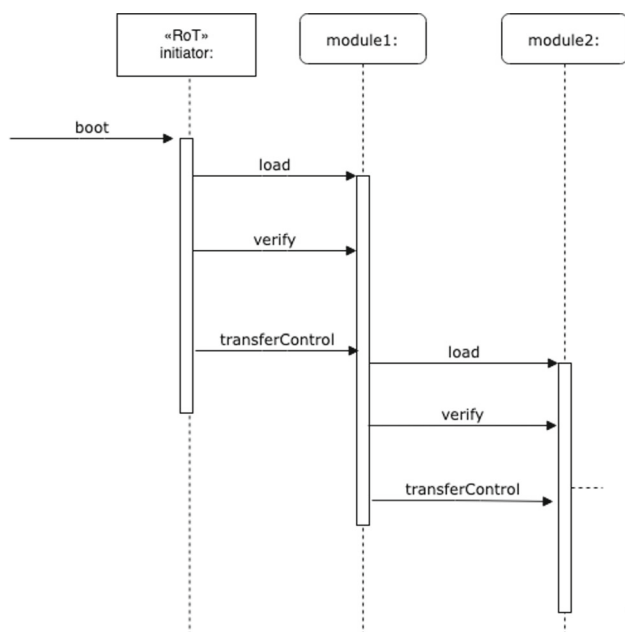 «RoT»
initiator:
module1:
module2:
boot
load
verify
transferControl
load
verify
transferControl